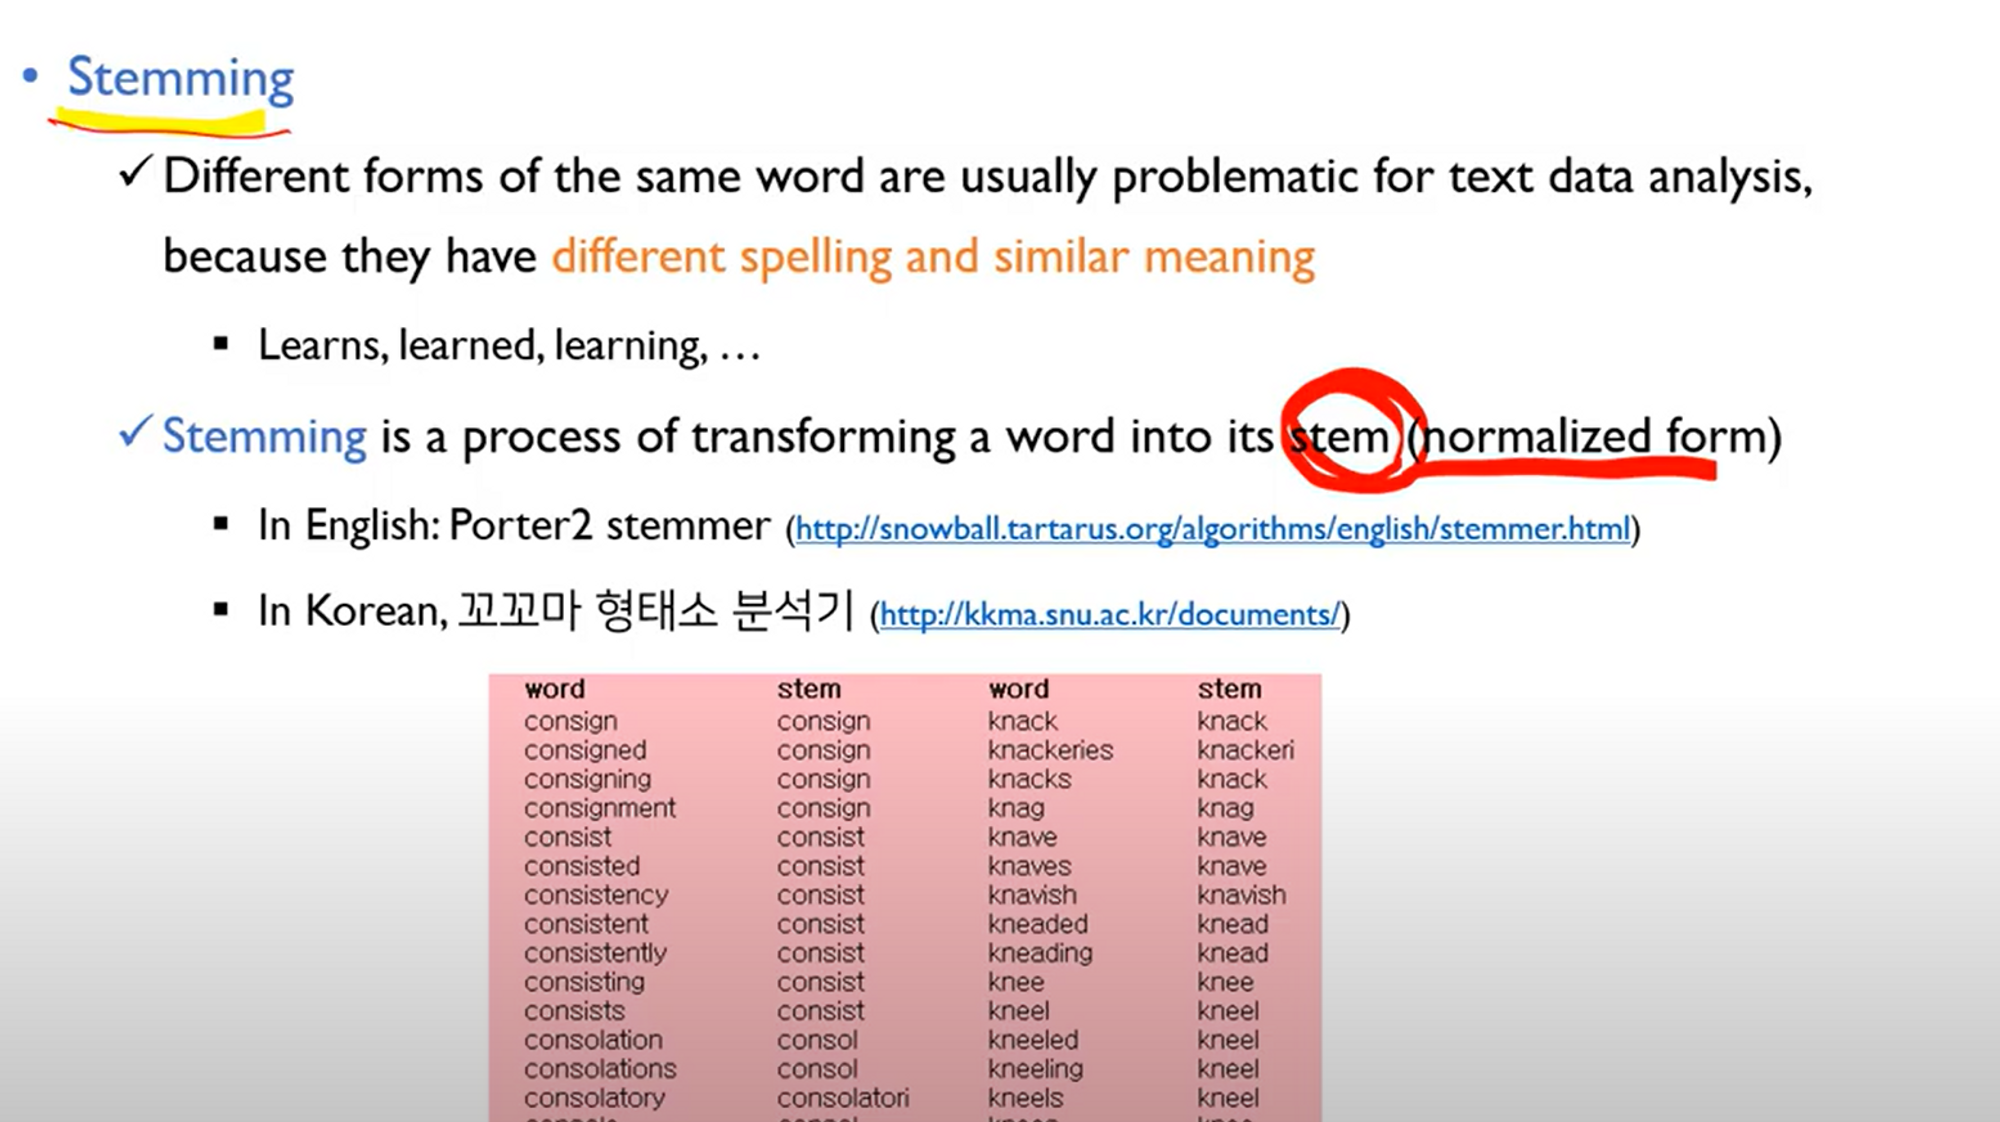 • Stemming
✓ Different forms of the same word are usually problematic for text data analysis,
because they have different spelling and similar meaning
▪ Learns, learned, learning, …
✓ Stemming is a process of transforming a word into its stem (normalized form)
▪ In English: Porter2 stemmer (http://snowball.tartarus.org/algorithms/english/stemmer.html)
▪ In Korean, 꼬꼬마 형태소 분석기 (http://kkma.snu.ac.kr/documents/)
word stem word stem
consign consign knack knack
consigned consign knackeries knackeri
consigning consign knacks knack
consignment consign knag knag
consist consist knave knave
consisted consist knaves knave
consistency consist knavish knavish
consistent consist kneaded knead
consistently consist kneading knead
consisting consist knee knee
consists consist kneel kneel
consolation consol kneeled kneel
consolations consol kneeling kneel
consolatory consolatori kneels kneel